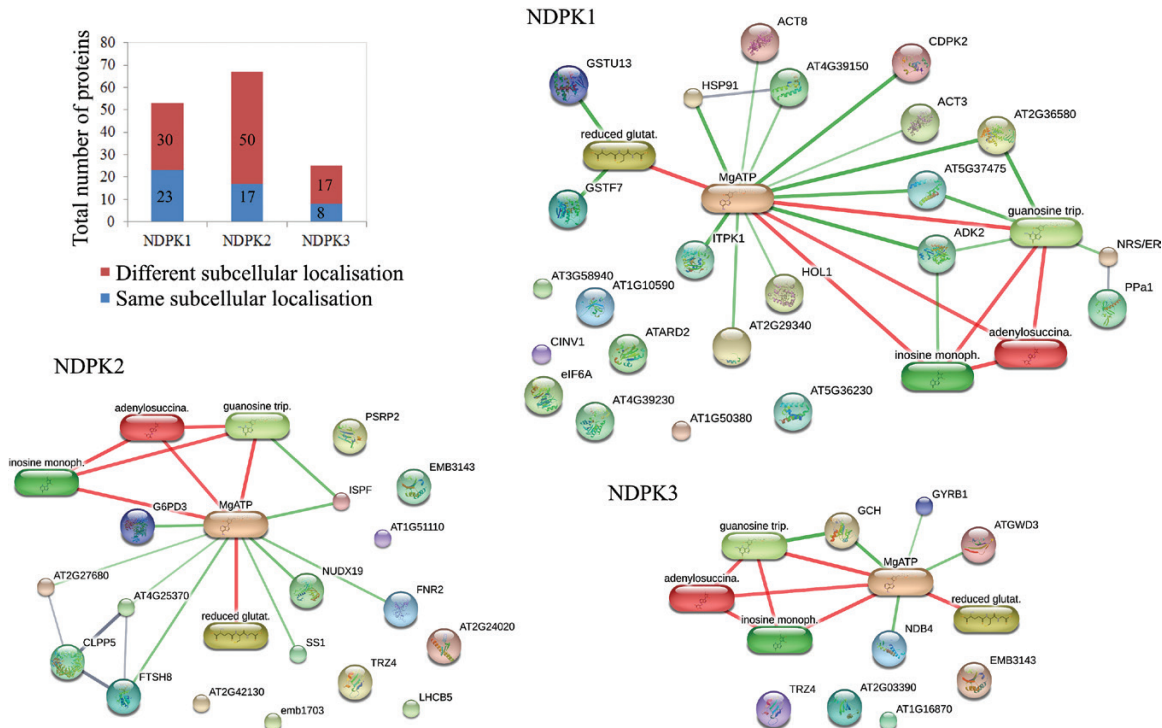 80
70
60
50
40
30
20
10
0
Total number of proteins
30
23
50
17
17
8
NDPK1
NDPK2
NDPK3
Different subcellular localisation
Same subcellular localisation
NDPK1
ACT8
CDPK2
GSTU13
HSP91
AT4G39150
ACT3
AT2G36580
reduced glutat.
MgATP
AT5G37475
GSTF7
guanosine trip.
ITPK1
ADK2
NRS/ER
HOL1
PPa1
AT3G58940
AT1G10590
AT2G29340
adenylosuccina.
CINV1
ATARD2
inosine monoph.
eIF6A
AT4G39230
AT5G36230
AT1G50380
NDPK2
adenylosuccina.
guanosine trip.
PSRP2
inosine monoph.
EMB3143
ISPF
MgATP
G6PD3
AT1G51110
AT2G27680
NUDX19
AT4G25370
FNR2
reduced glutat.
CLPP5
SS1
AT2G24020
FTSH8
TRZ4
AT2G42130
LHCB5
emb1703
NDPK3
GYRB1
GCH
ATGWD3
guanosine trip.
MgATP
adenylosuccina.
reduced glutat.
inosine monoph.
NDB4
EMB3143
TRZ4
AT2G03390
AT1G16870